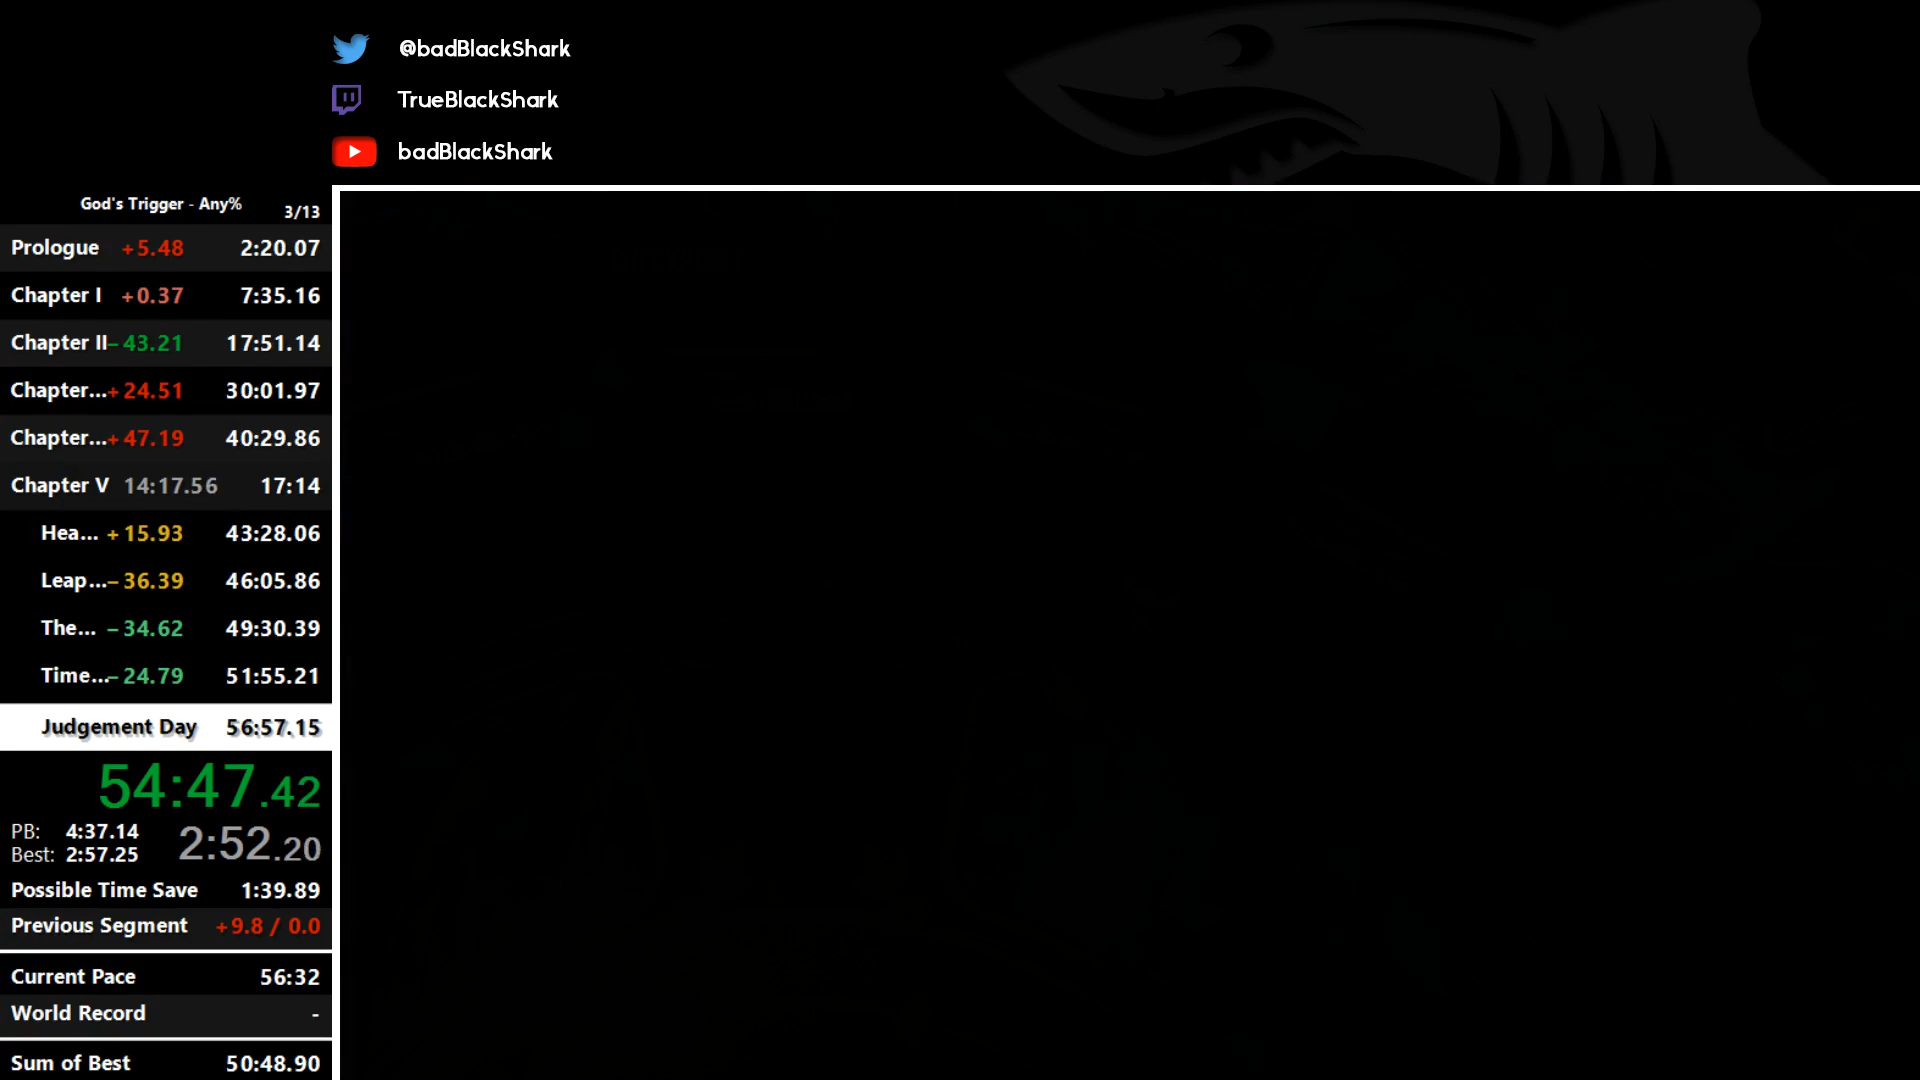 @badBlackShark
TrueBlackShark
badBlackShark
God's Trigger - Any%
3/13
Prologue +5.48 2:20.07
Chapter I +0.37 7:35.16
Chapter II −43.21 17:51.14
Chapter...+24.51 30:01.97
Chapter...+47.19 40:29.86
Chapter V 14:17.56 17:14
Hea... +15.93 43:28.06
Leap...−36.39 46:05.86
The... −34.62 49:30.39
Time...−24.79 51:55.21
Judgement Day 56:57.15
54:47.42
PB: 4:37.14
Best: 2:57.25
2:52.20
Possible Time Save 1:39.89
Previous Segment +9.8 / 0.0
Current Pace 56:32
World Record -
Sum of Best 50:48.90